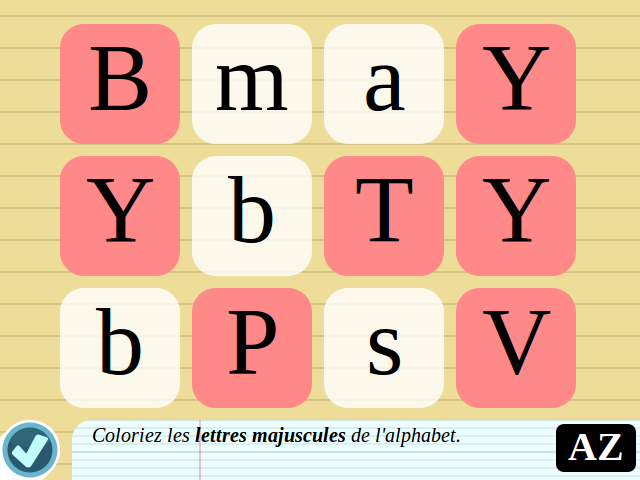 B m a Y
Y b T Y
b P s V
Coloriez les lettres majuscules de l'alphabet.
AZ